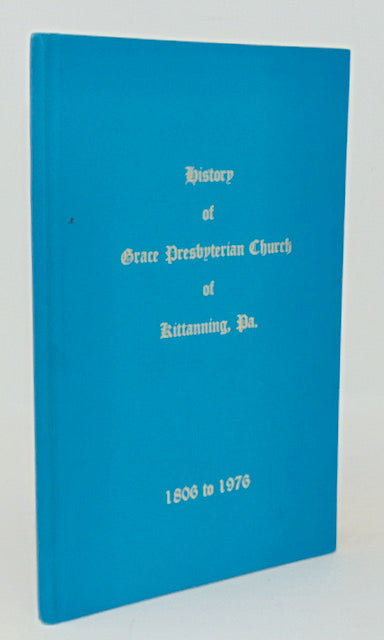 History
of
Grace Presbyterian Church
of
Kittanning, Pa.
1806 to 1976